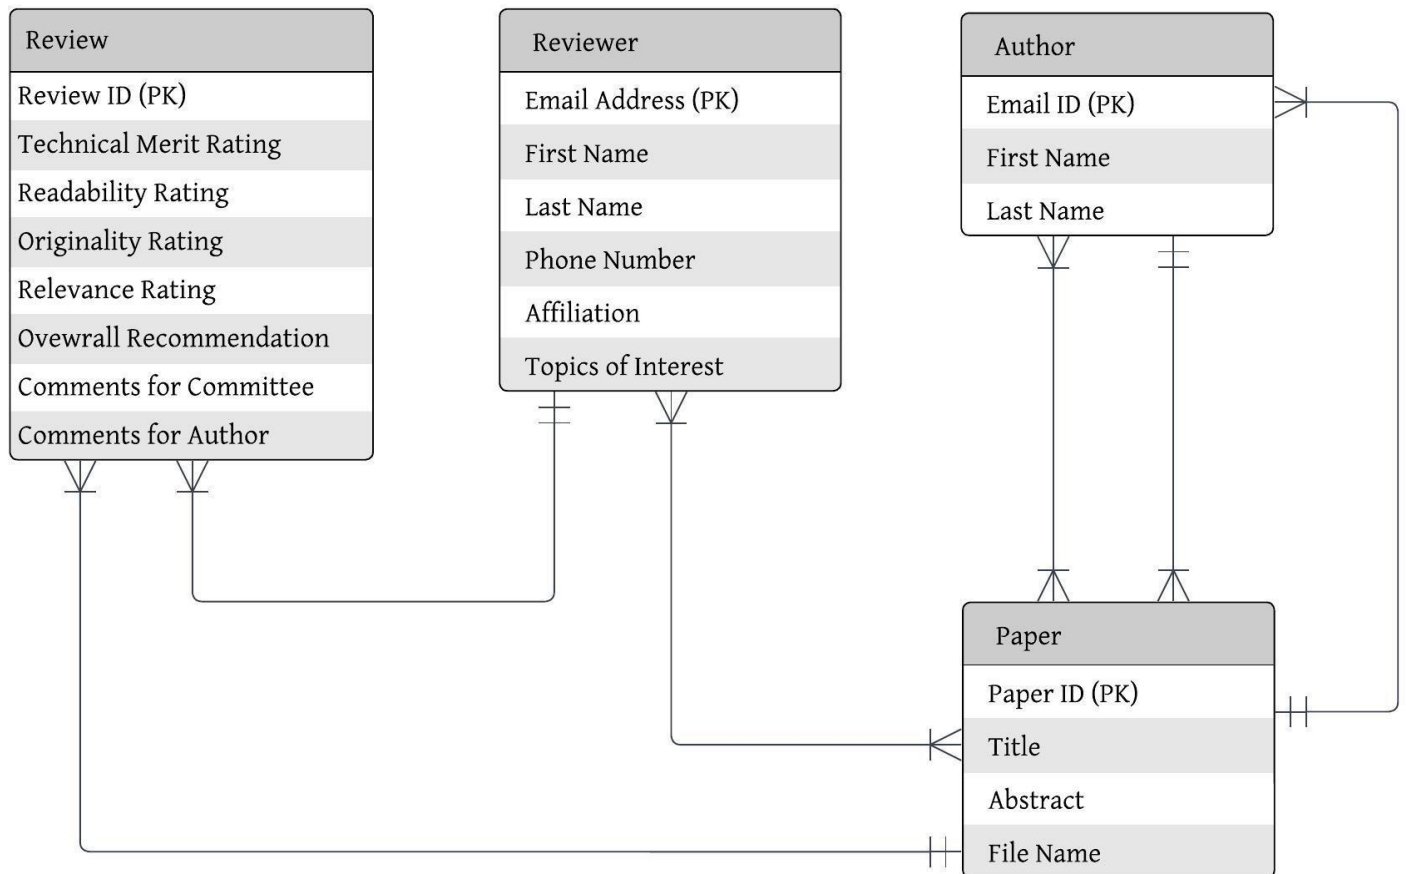 Review
Review ID (PK)
Technical Merit Rating
Readability Rating
Originality Rating
Relevance Rating
Ovewrall Recommendation
Comments for Committee
Comments for Author
Reviewer
Email Address (PK)
First Name
Last Name
Phone Number
Affiliation
Topics of Interest
Author
Email ID (PK)
First Name
Last Name
Paper
Paper ID (PK)
Title
Abstract
File Name